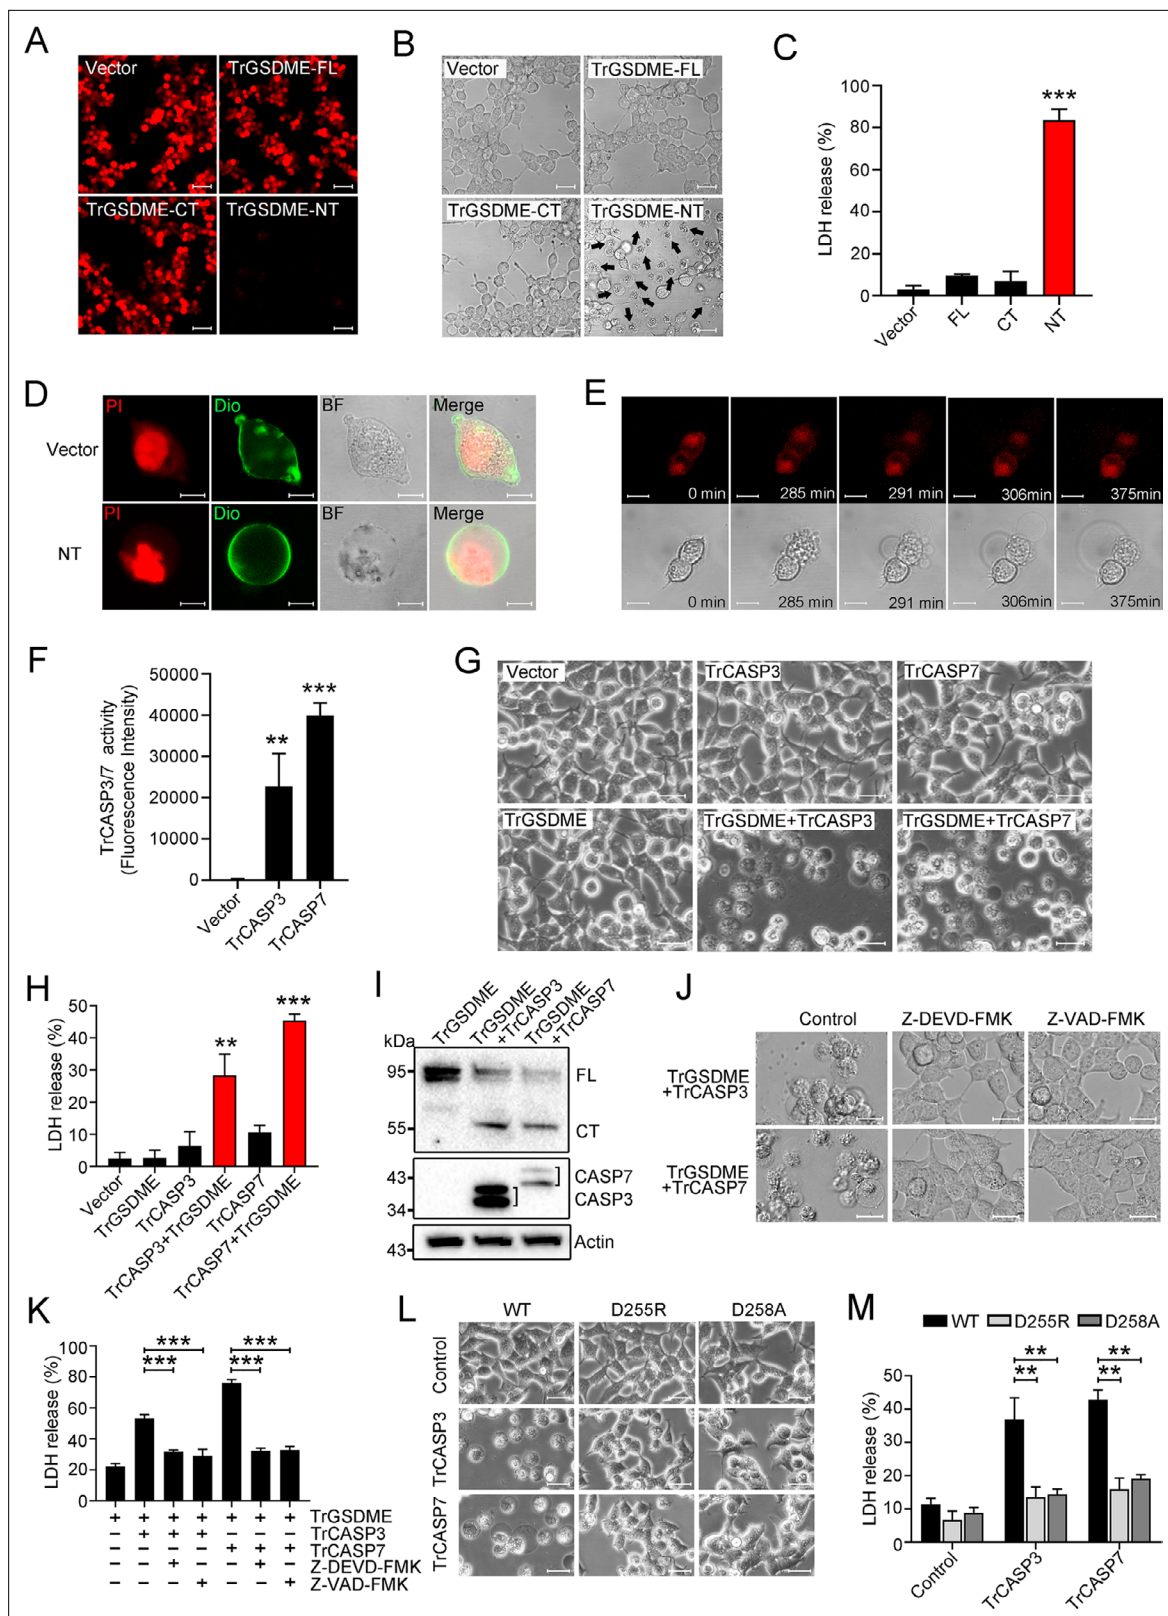 A
Vector
TrGSDME-FL
TrGSDME-CT
TrGSDME-NT
B
Vector
TrGSDME-FL
TrGSDME-CT
TrGSDME-NT
C
LDH release (%)
100
80
60
40
20
0
***
Vector
FL
CT
NT
D
PI
Dio
BF
Merge
Vector
PI
Dio
BF
Merge
NT
E
0 min
285 min
291 min
306min
375min
0 min
285 min
291 min
306min
375min
F
TrCASP3/7 activity
(Fluorescence Intensity)
50000
40000
30000
20000
10000
0
**
***
Vector
TrCASP3
TrCASP7
G
Vector
TrCASP3
TrCASP7
TrGSDME
TrGSDME+TrCASP3
TrGSDME+TrCASP7
H
LDH release (%)
50
40
30
20
10
0
**
***
Vector
TrGSDME
TrCASP3
TrCASP3+TrGSDME
TrCASP7
TrCASP7+TrGSDME
I
TrGSDME
TrGSDME
+TrCASP3
TrGSDME
+TrCASP7
kDa
95
FL
55
CT
43
CASP7
CASP3
34
43
Actin
J
Control
Z-DEVD-FMK
Z-VAD-FMK
TrGSDME
+TrCASP3
TrGSDME
+TrCASP7
K
LDH release (%)
100
80
60
40
20
0
***
***
***
***
+ + + + + + + TrGSDME
− + + + − − − TrCASP3
− − − − + + + TrCASP7
− − + − − + − Z-DEVD-FMK
− − − + − − + Z-VAD-FMK
L
WT
D255R
D258A
Control
TrCASP3
TrCASP7
M
WT
D255R
D258A
LDH release (%)
50
40
30
20
10
0
**
**
**
**
Control
TrCASP3
TrCASP7